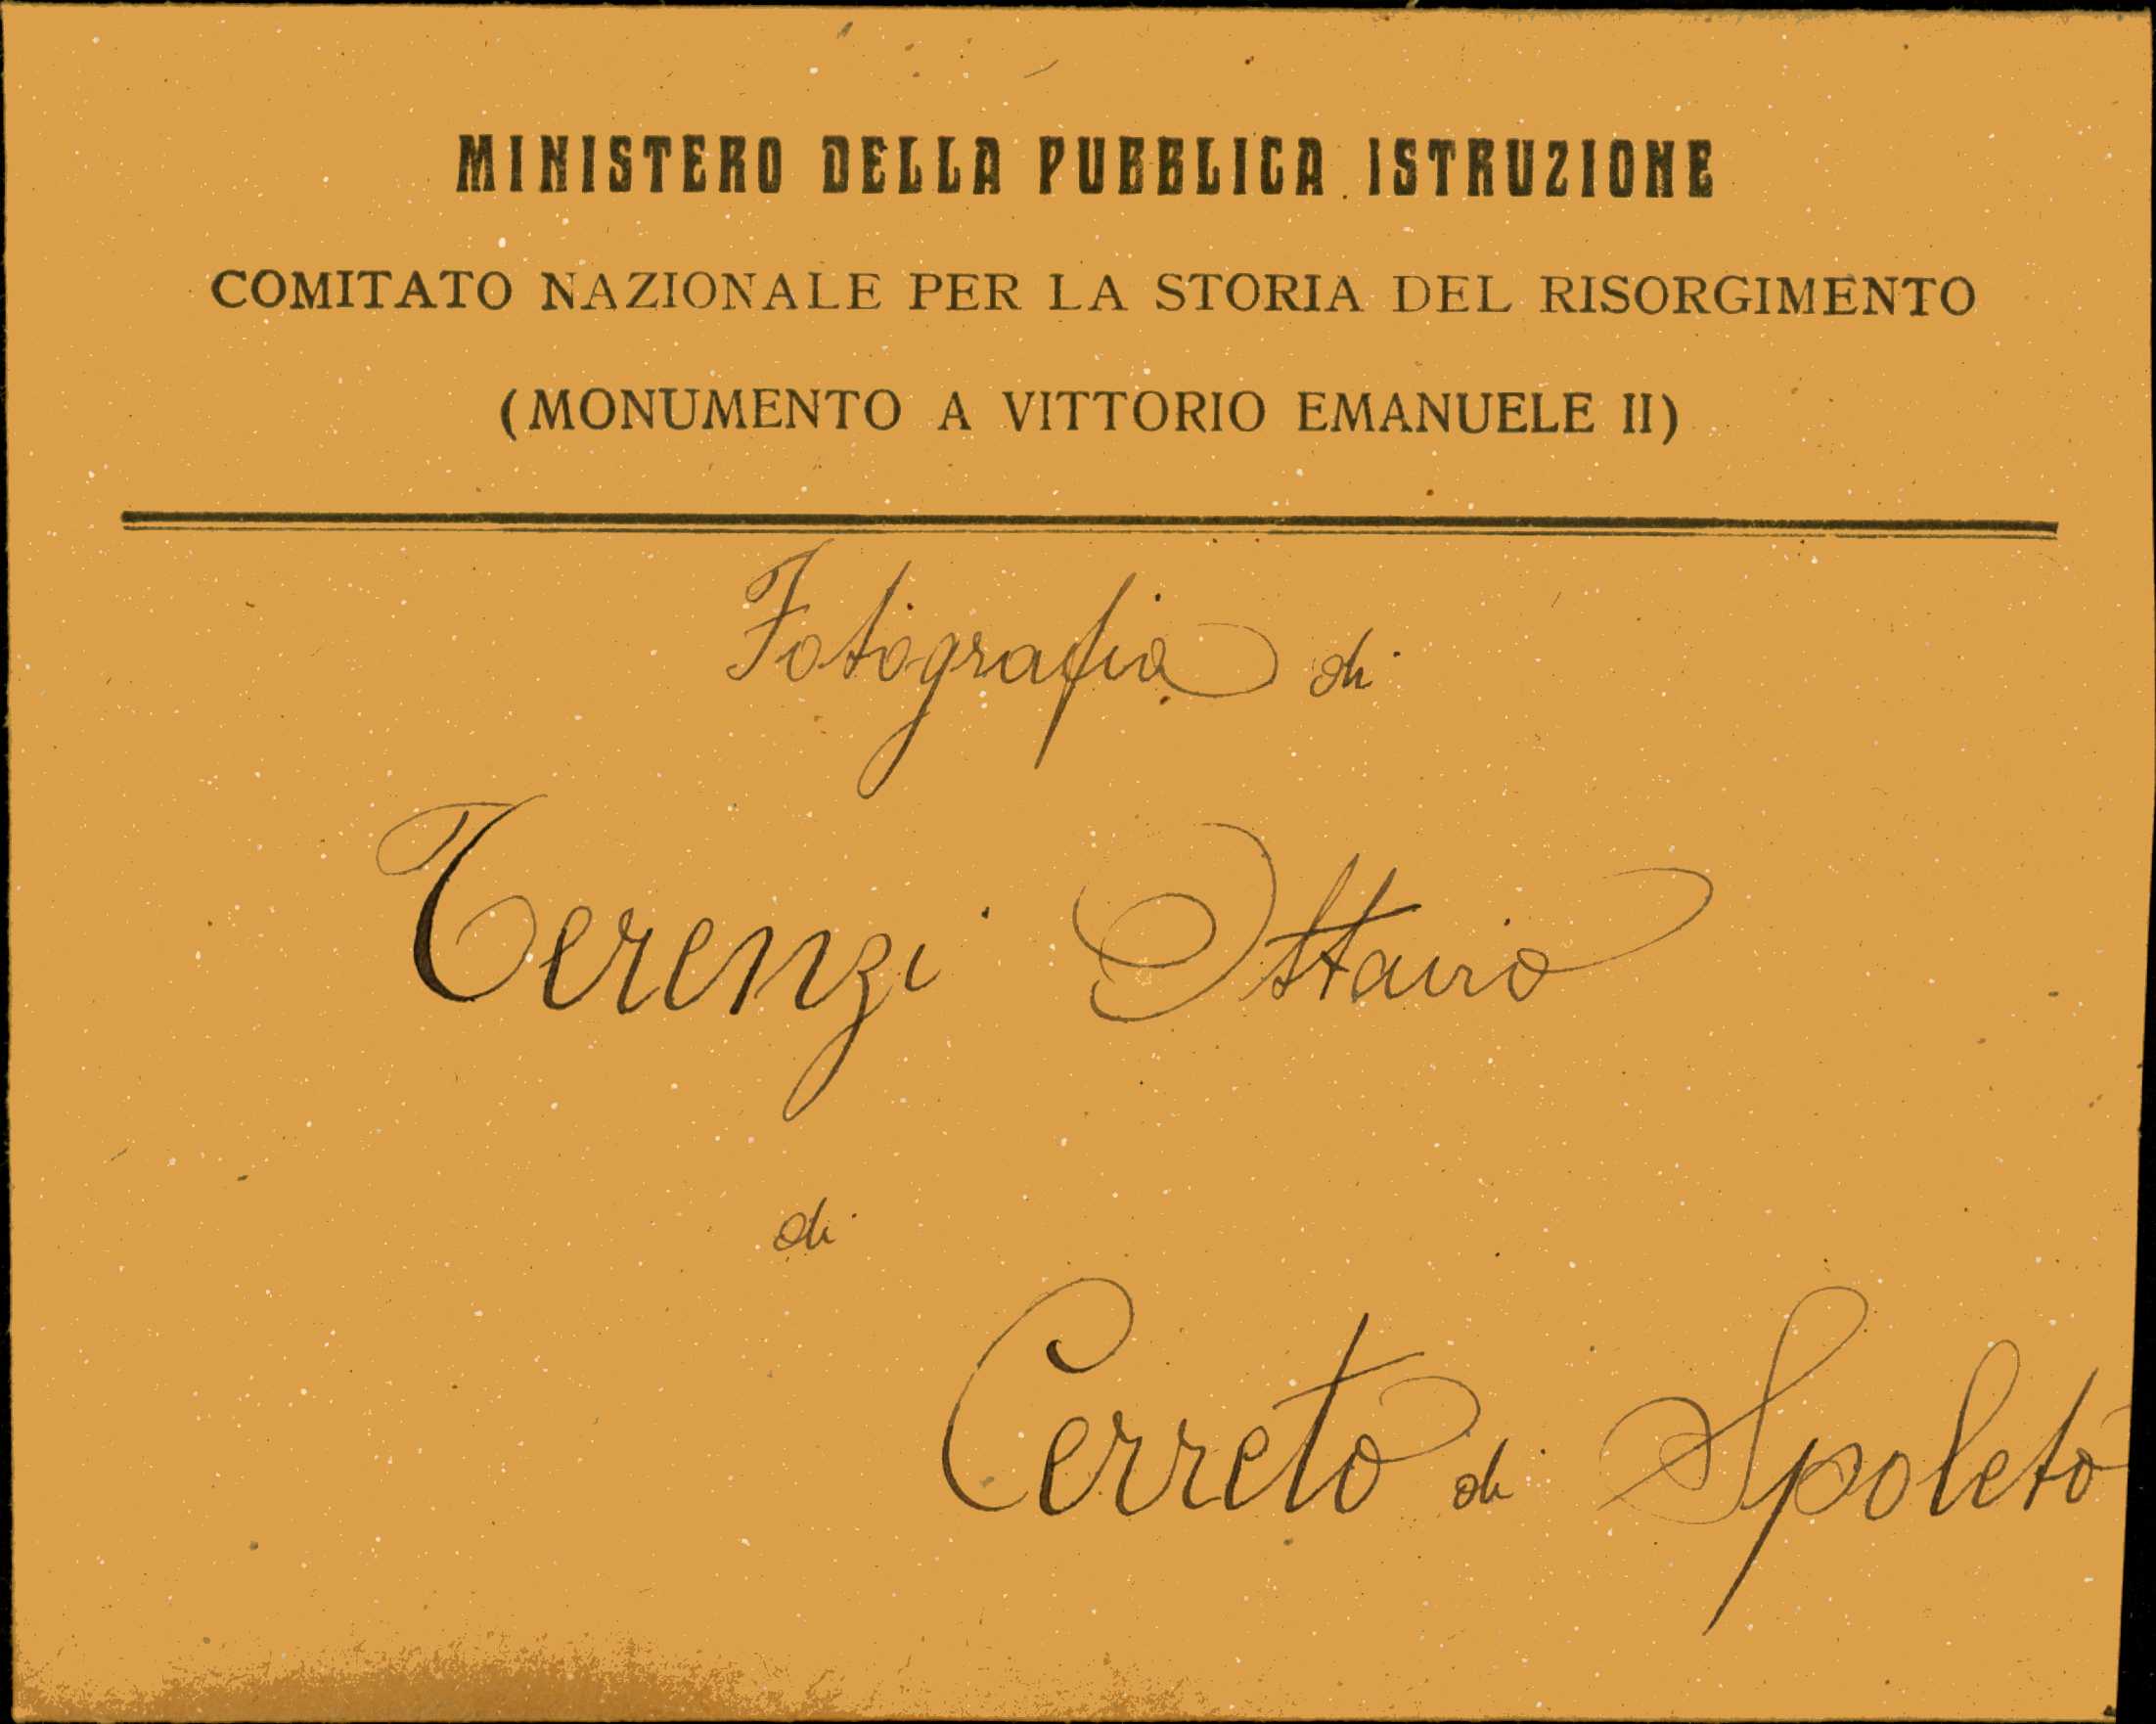 MINISTERO DELLA PUBBLICA ISTRUZIONE
COMITATO NAZIONALE PER LA STORIA DEL RISORGIMENTO
(MONUMENTO A VITTORIO EMANUELE II)
Fotografia di
Terenzi Ottavio
di
Cerreto di Spoleto